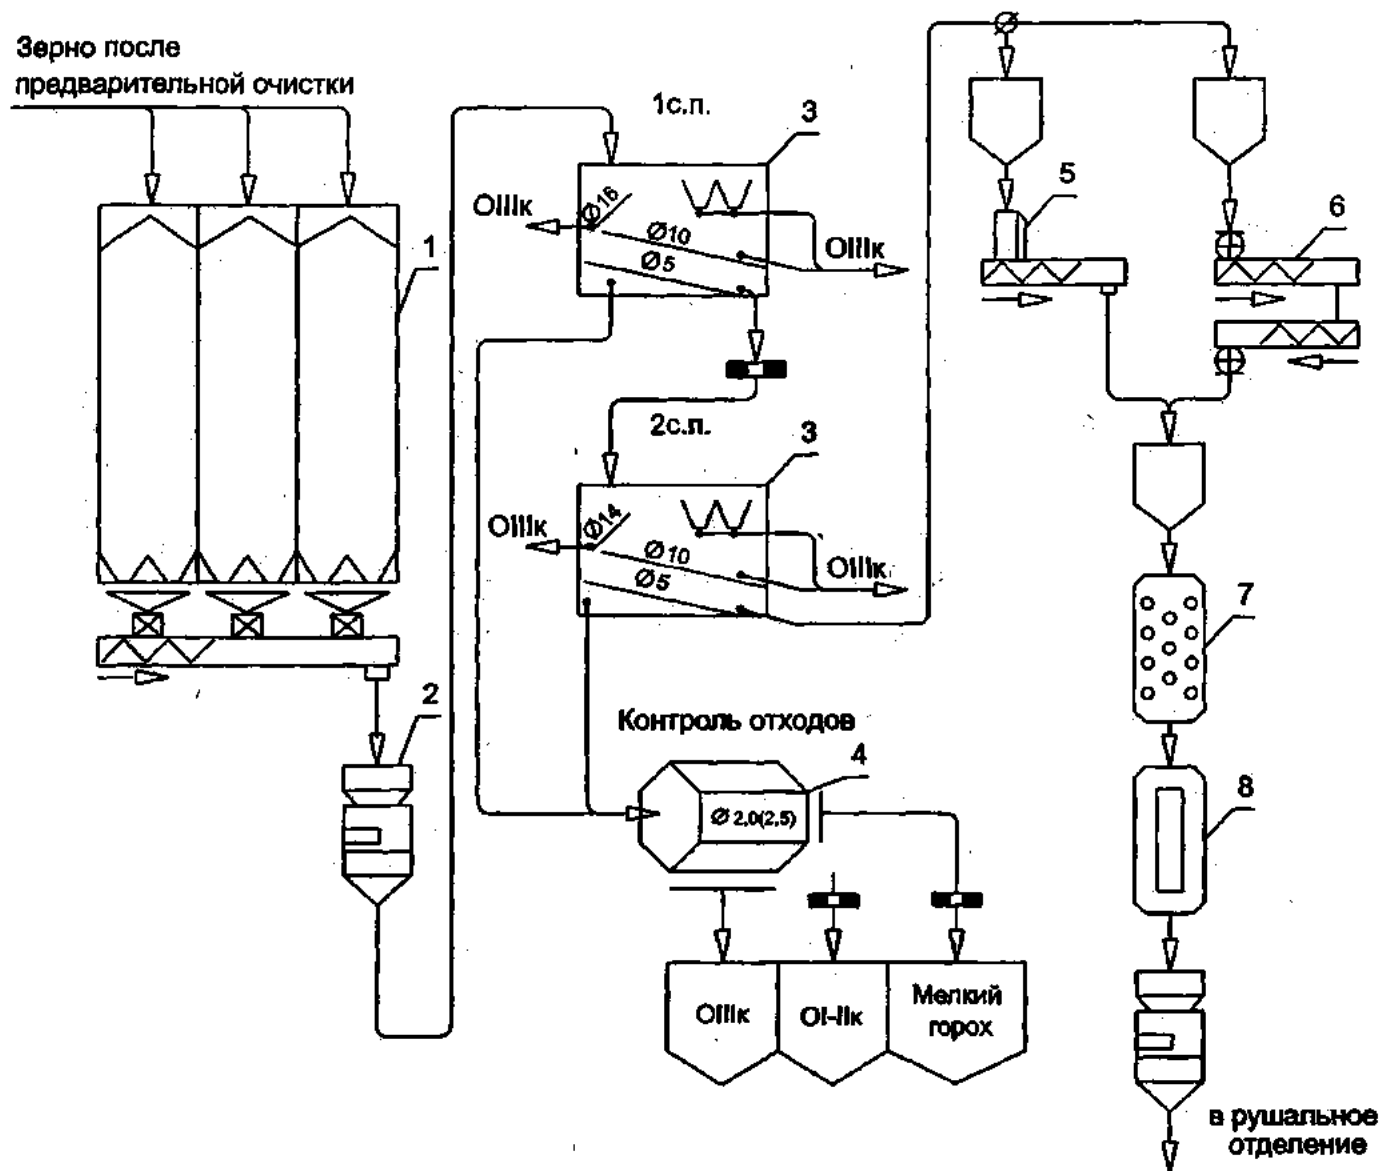 Зерно после
предварительной очистки
1
2
1с.п.
3
ОIIIк
Ø16
Ø10
Ø5
ОIIIк
2с.п.
3
ОIIIк
Ø14
Ø10
Ø5
ОIIIк
Контроль отходов
4
Ø 2,0(2,5)
ОIIIк
ОI-IIк
Мелкий
горох
5
6
7
8
в рушальное
отделение